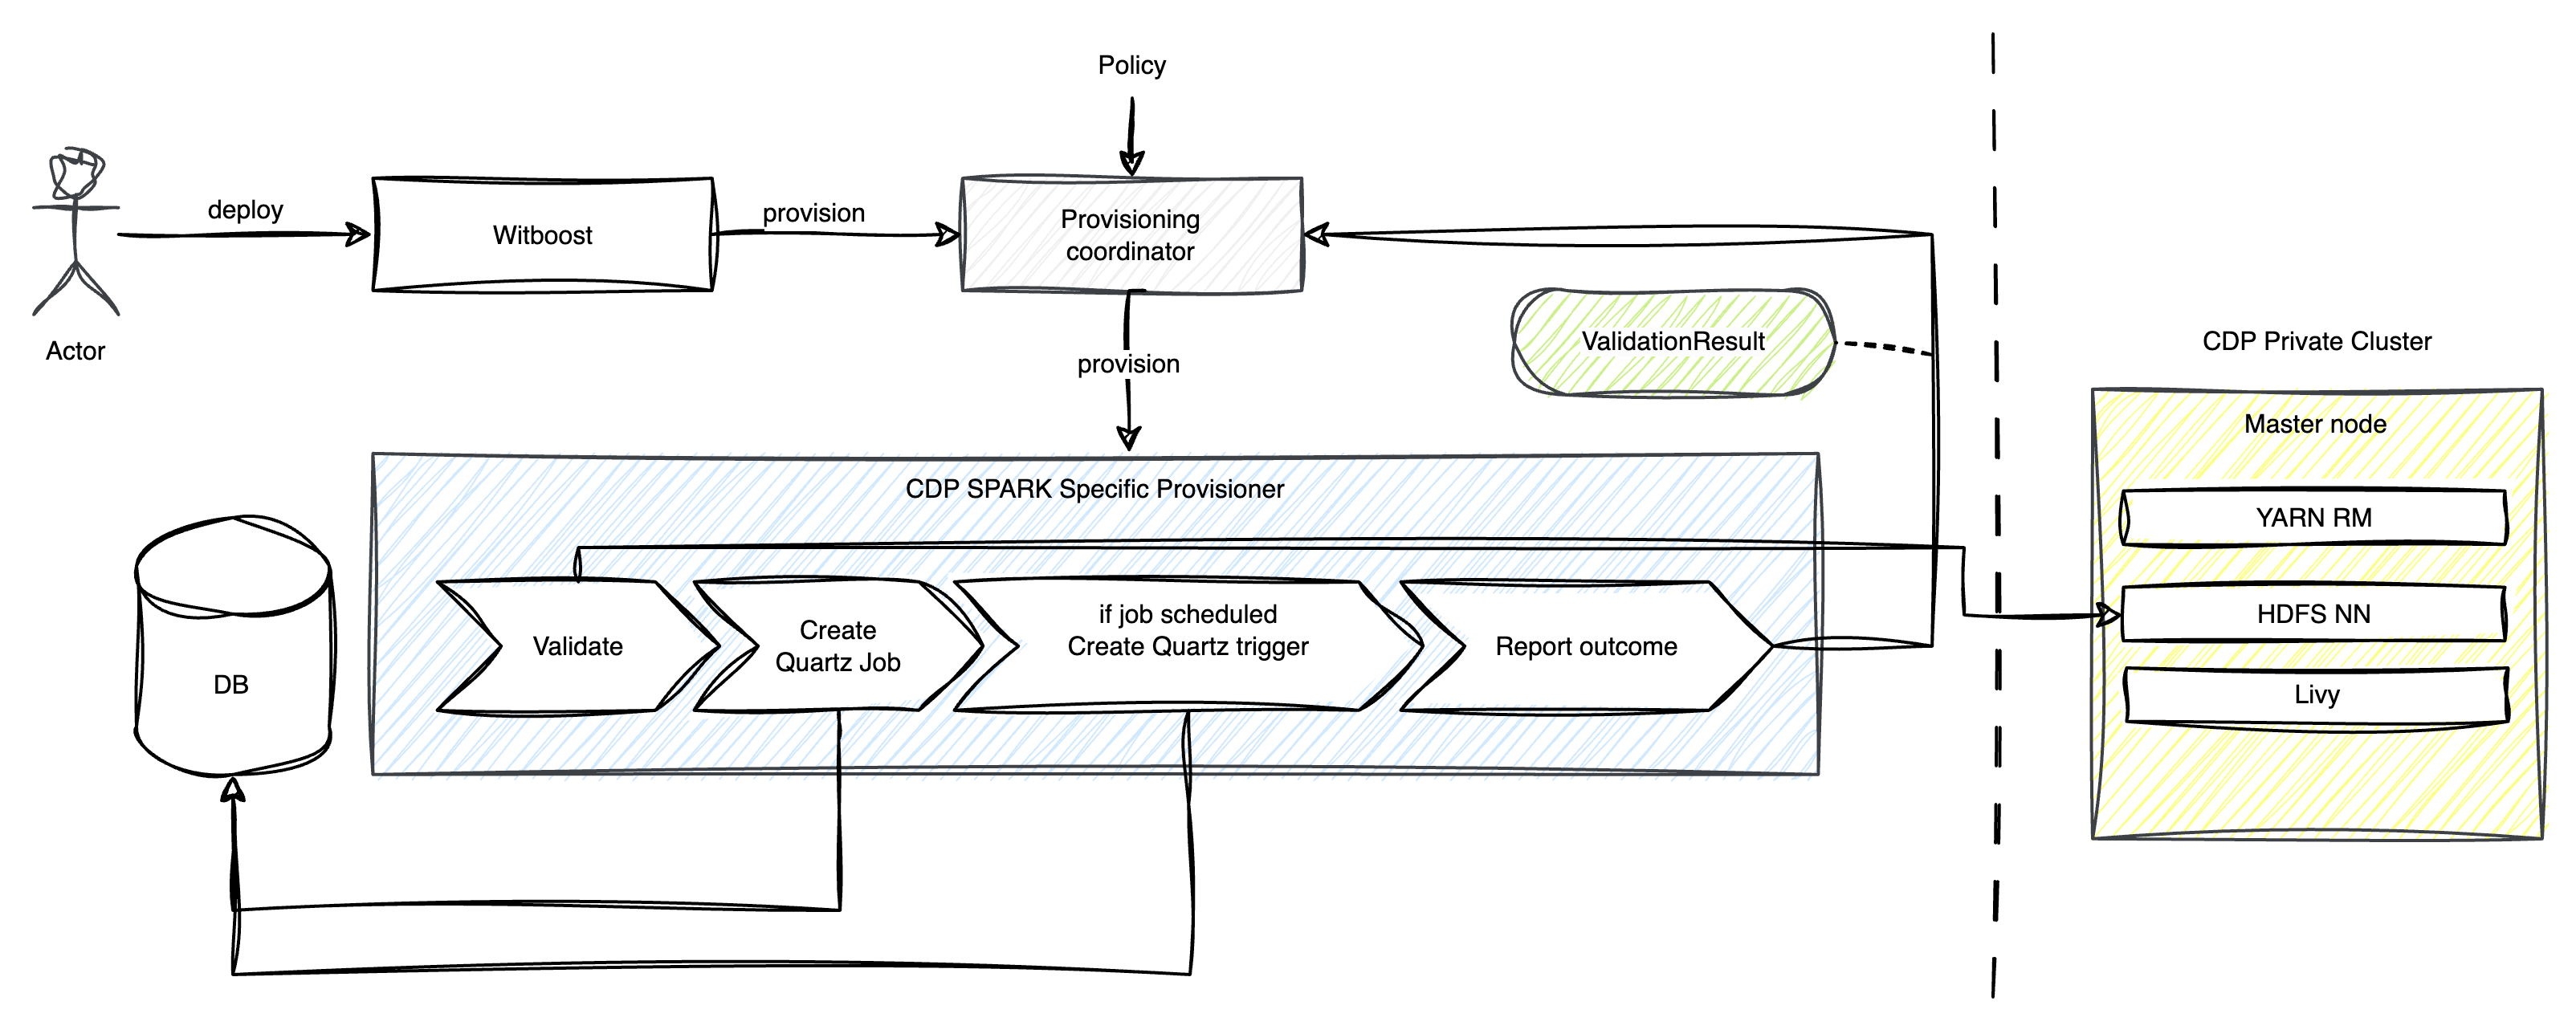 Policy
deploy
Witboost
provision
Provisioning
coordinator
Actor
provision
ValidationResult
CDP Private Cluster
Master node
YARN RM
HDFS NN
Livy
CDP SPARK Specific Provisioner
Validate
Create
Quartz Job
if job scheduled
Create Quartz trigger
Report outcome
DB